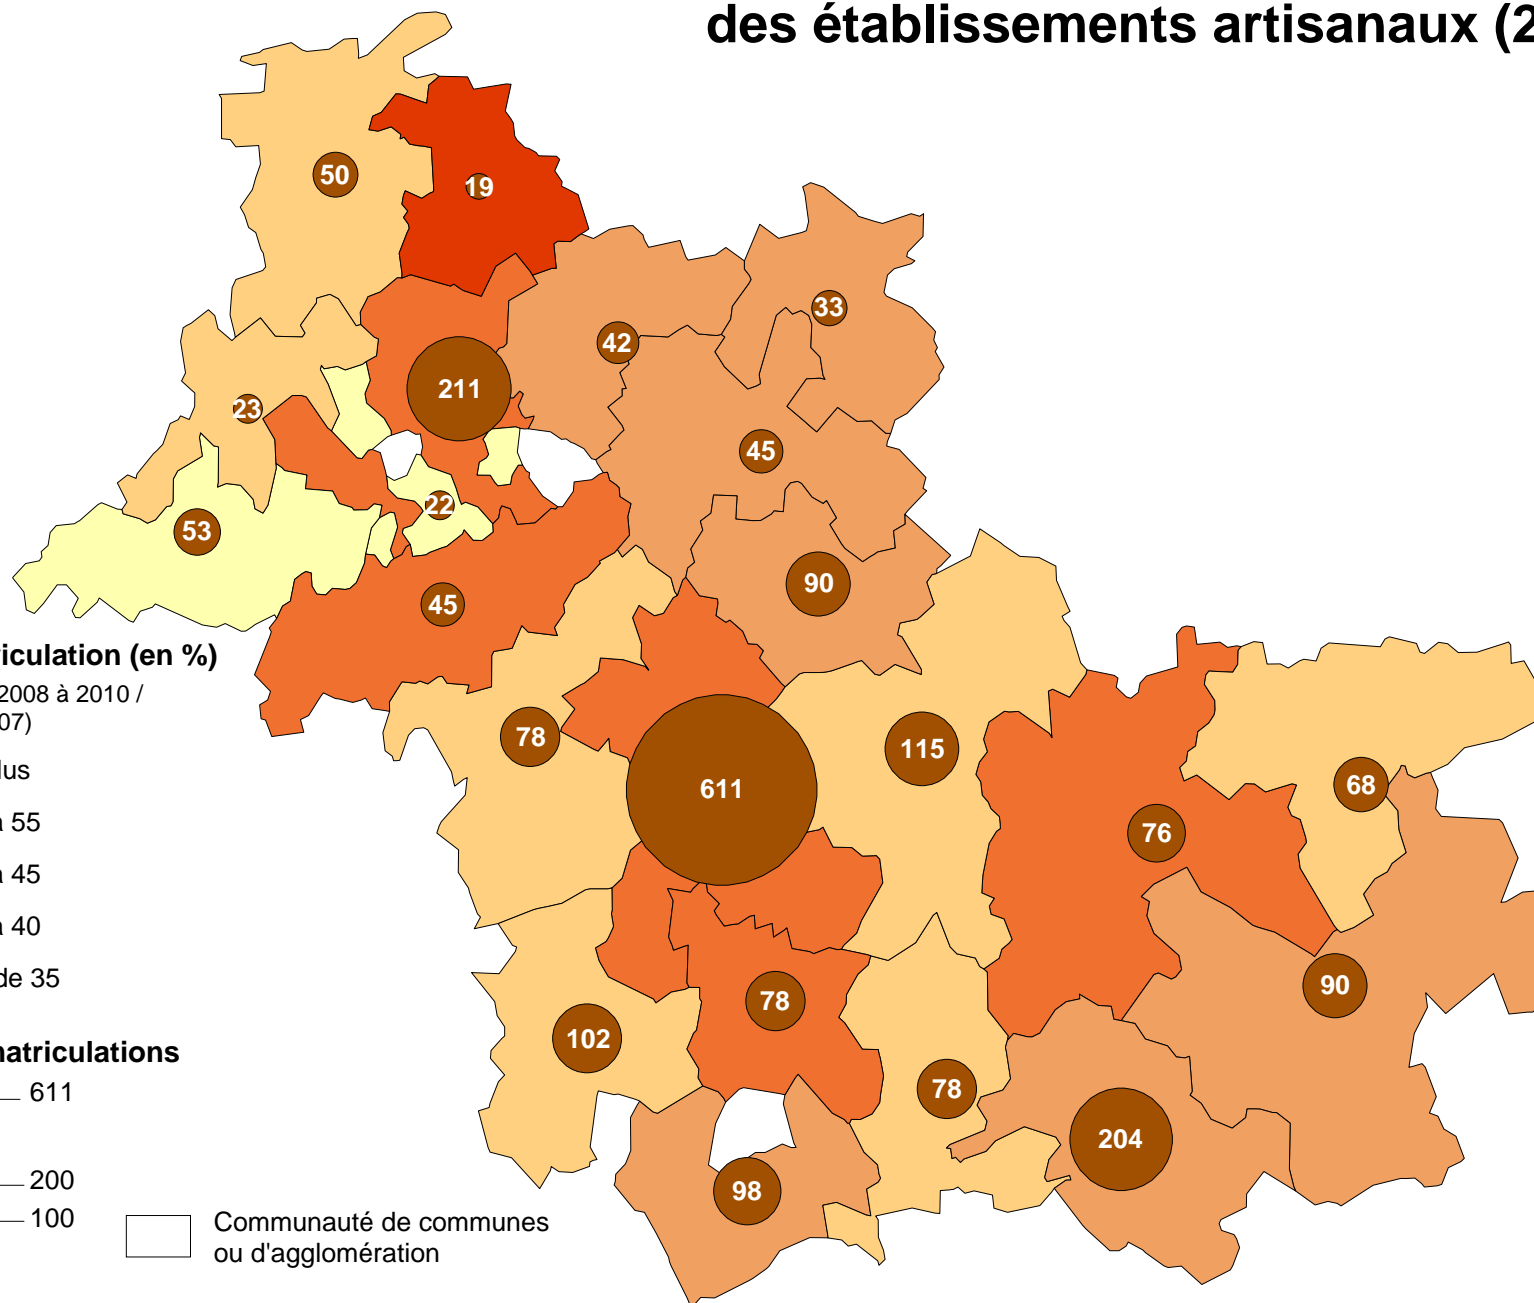 des établissements artisanaux (2
50
19
33
42
211
23
45
22
53
90
45
iculation (en %)
2008 à 2010 /
07)
78
115
611
lus
68
76
à 55
à 45
à 40
de 35
90
78
102
natriculations
611
78
204
200
98
100
Communauté de communes
ou d'agglomération